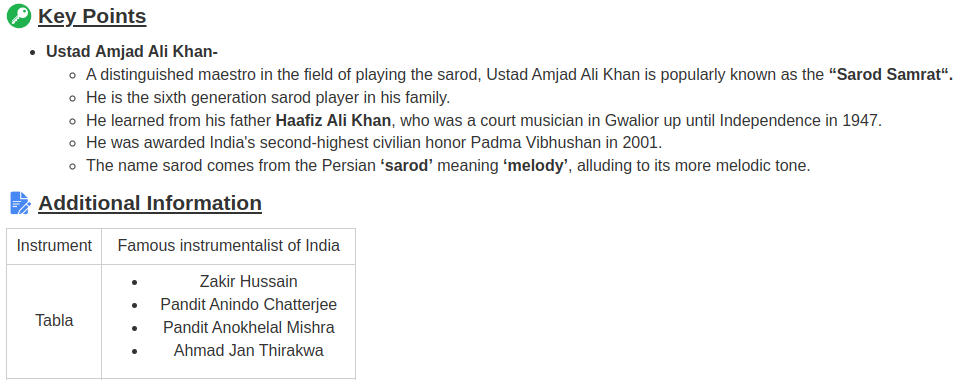 Key Points
Ustad Amjad Ali Khan-
A distinguished maestro in the field of playing the sarod, Ustad Amjad Ali Khan is popularly known as the “Sarod Samrat“.
He is the sixth generation sarod player in his family.
He learned from his father Haafiz Ali Khan, who was a court musician in Gwalior up until Independence in 1947.
He was awarded India's second-highest civilian honor Padma Vibhushan in 2001.
The name sarod comes from the Persian ‘sarod’ meaning ‘melody’, alluding to its more melodic tone.
Additional Information
Instrument Famous instrumentalist of India
Tabla
Zakir Hussain
Pandit Anindo Chatterjee
Pandit Anokhelal Mishra
Ahmad Jan Thirakwa